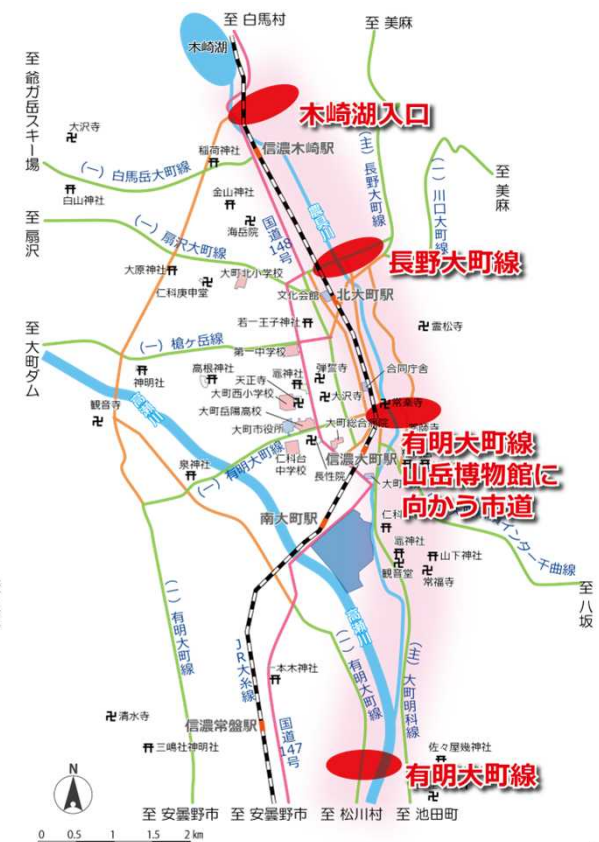 至 白馬村
至 美麻
木崎湖
至 爺ガ岳スキー場
大沢寺
木崎湖入口
信濃木崎駅
稲荷神社
(主)長野大町線
(一)白馬岳大町線
白山神社
金山神社
海岳院
(一)川口大町線
至 美麻
至 扇沢
国道148号
(一)扇沢大町線
長野大町線
大原神社
大町北小学校
仁科庚申堂
文化会館
北大町駅
若一王子神社
霊松寺
至 大町ダム
(一)槍ヶ岳線
第一中学校
神明社
高根神社
竈神社
弾誓寺
合同庁舎
天正寺
大町西小学校
大沢寺
観音寺
高瀬川
大町岳陽高校
大町総合病院
大町市役所
有明大町線
山岳博物館に
向かう市道
信濃大町駅
泉神社
(一)有明大町線
仁科台
中学校
長性院
大町
仁科
南大町駅
インター千曲線
竈神社
山下神社
観音堂
常福寺
至 八坂
高瀬川
(一)有明大町線
JR大糸線
一本木神社
(一)有明大町線
(主)大町明科線
清水寺
信濃常盤駅
国道147号
三嶋社神明社
佐々屋幾神社
有明大町線
N
至 安曇野市
至 安曇野市
至 松川村
至 池田町
0 0.5 1 1.5 2 km